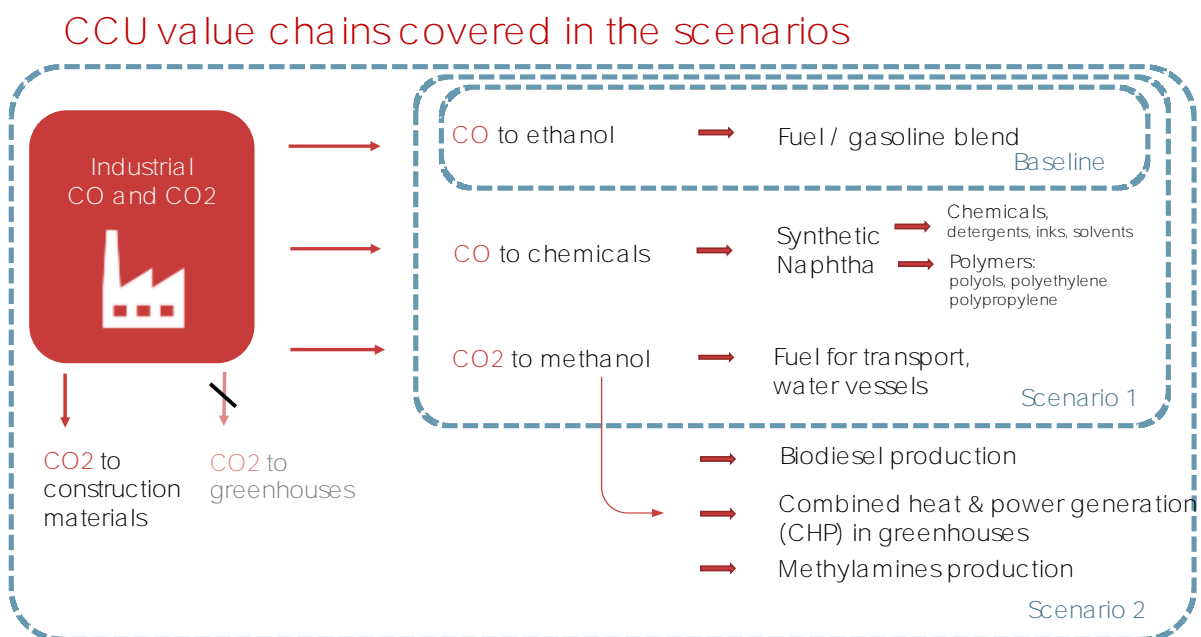 CCU value chains covered in the scenarios
Industrial
CO and CO2
CO to ethanol
Fuel / gasoline blend
Baseline
CO to chemicals
Synthetic
Naphtha
Chemicals,
detergents, inks, solvents
Polymers:
polyols, polyethylene
polypropylene
CO2 to methanol
Fuel for transport,
water vessels
Scenario 1
CO2 to
construction
materials
CO2 to
greenhouses
Biodiesel production
Combined heat & power generation
(CHP) in greenhouses
Methylamines production
Scenario 2